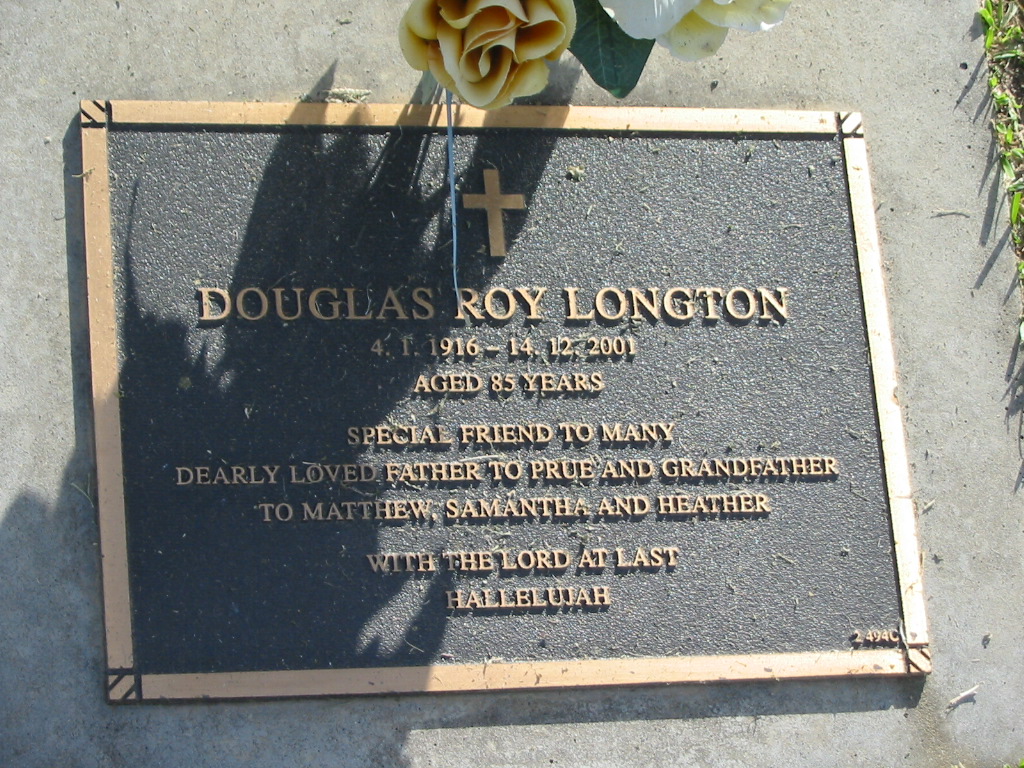 DOUGLAS ROY LONGTON
4. 1. 1916 – 14. 12. 2001
AGED 85 YEARS
SPECIAL FRIEND TO MANY
DEARLY LOVED FATHER TO PRUE AND GRANDFATHER
TO MATTHEW, SAMANTHA AND HEATHER
WITH THE LORD AT LAST
HALLELUJAH
2494C